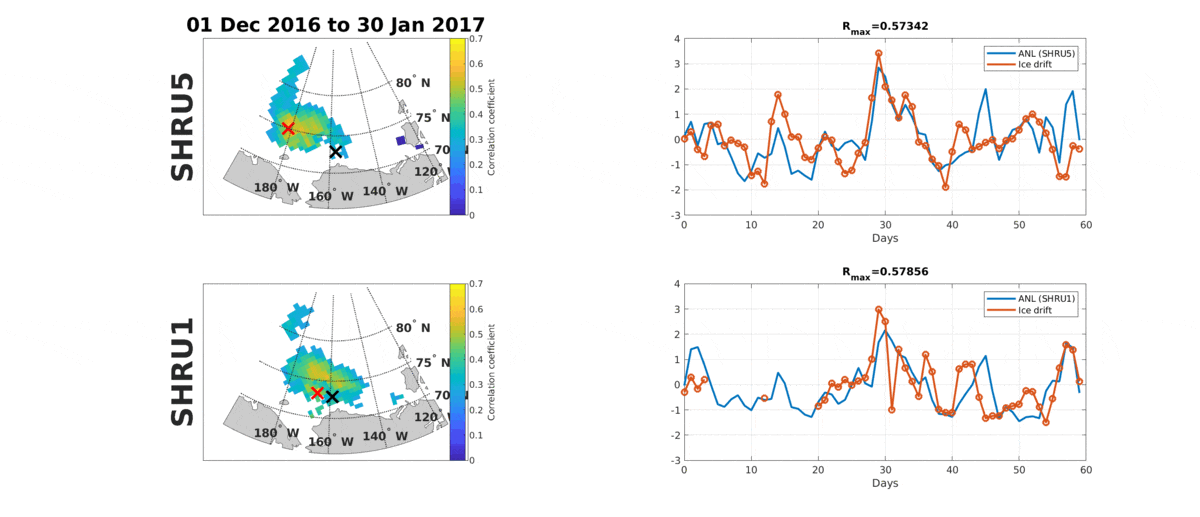 01 Dec 2016 to 30 Jan 2017
SHRU5
80° N
75° N
70
120
180° W
160° W
140° W
0.7
0.6
0.5
0.4
0.3
0.2
0.1
0
Correlation coefficient
Rmax=0.57342
ANL (SHRU5)
Ice drift
4
3
2
1
0
-1
-2
-3
0 10 20 30 40 50 60
Days
SHRU1
80° N
75° N
70
120
180° W
160° W
140° W
0.7
0.6
0.5
0.4
0.3
0.2
0.1
0
Correlation coefficient
Rmax=0.57856
ANL (SHRU1)
Ice drift
4
3
2
1
0
-1
-2
-3
0 10 20 30 40 50 60
Days